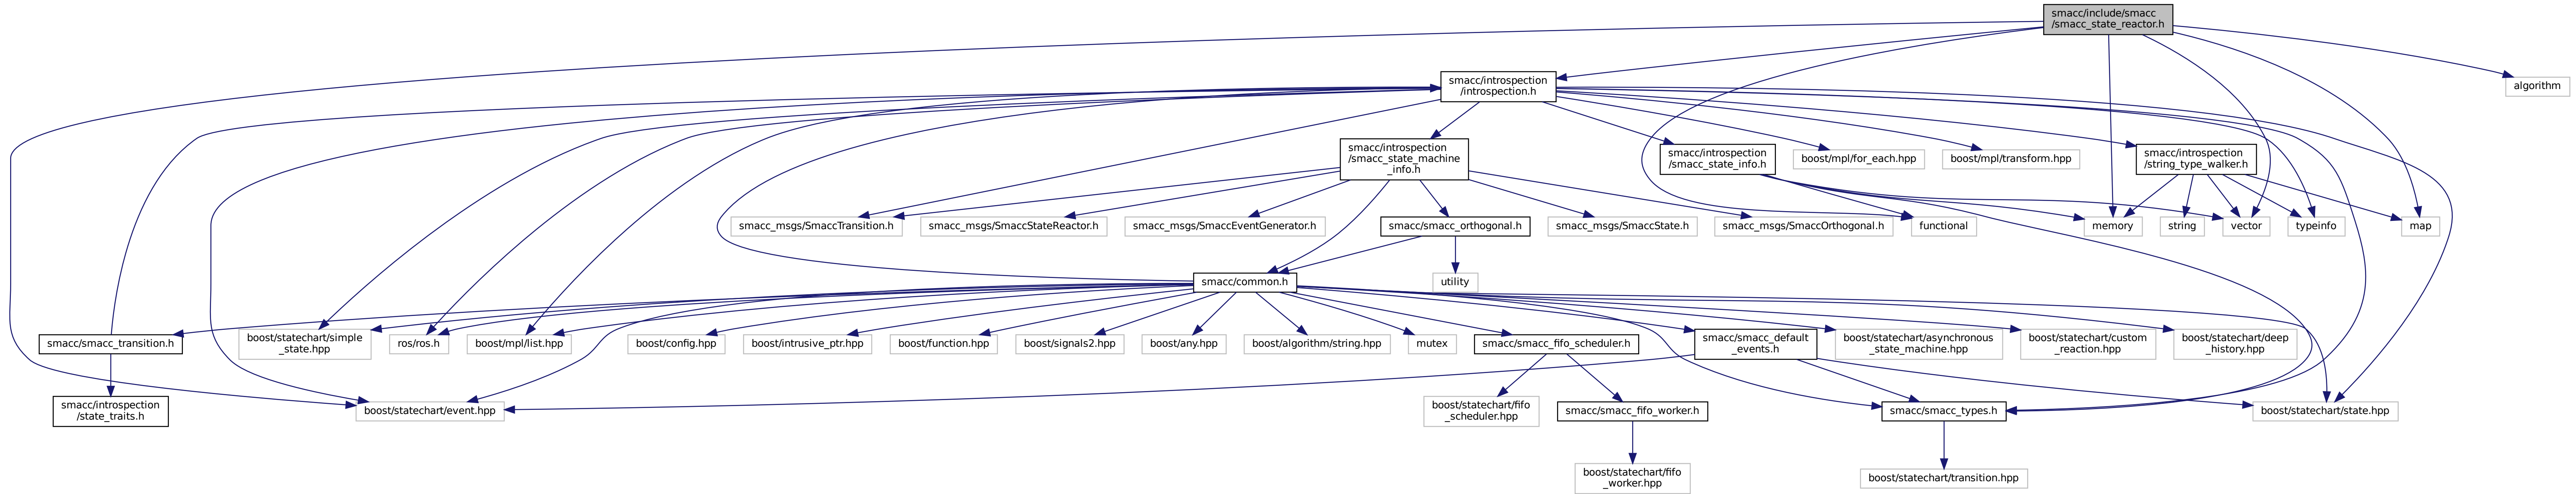 smacc/include/smacc
/smacc_state_reactor.h
smacc/introspection
/introspection.h
algorithm
smacc/introspection
/smacc_state_machine
_info.h
smacc/introspection
/smacc_state_info.h
boost/mpl/for_each.hpp
boost/mpl/transform.hpp
smacc/introspection
/string_type_walker.h
smacc_msgs/SmaccTransition.h
smacc_msgs/SmaccStateReactor.h
smacc_msgs/SmaccEventGenerator.h
smacc/smacc_orthogonal.h
smacc_msgs/SmaccState.h
smacc_msgs/SmaccOrthogonal.h
functional
memory
string
vector
typeinfo
map
smacc/common.h
utility
smacc/smacc_transition.h
boost/statechart/simple
_state.hpp
ros/ros.h
boost/mpl/list.hpp
boost/config.hpp
boost/intrusive_ptr.hpp
boost/function.hpp
boost/signals2.hpp
boost/any.hpp
boost/algorithm/string.hpp
mutex
smacc/smacc_fifo_scheduler.h
smacc/smacc_default
_events.h
boost/statechart/asynchronous
_state_machine.hpp
boost/statechart/custom
_reaction.hpp
boost/statechart/deep
_history.hpp
smacc/introspection
/state_traits.h
boost/statechart/event.hpp
boost/statechart/fifo
_scheduler.hpp
smacc/smacc_fifo_worker.h
smacc/smacc_types.h
boost/statechart/state.hpp
boost/statechart/fifo
_worker.hpp
boost/statechart/transition.hpp